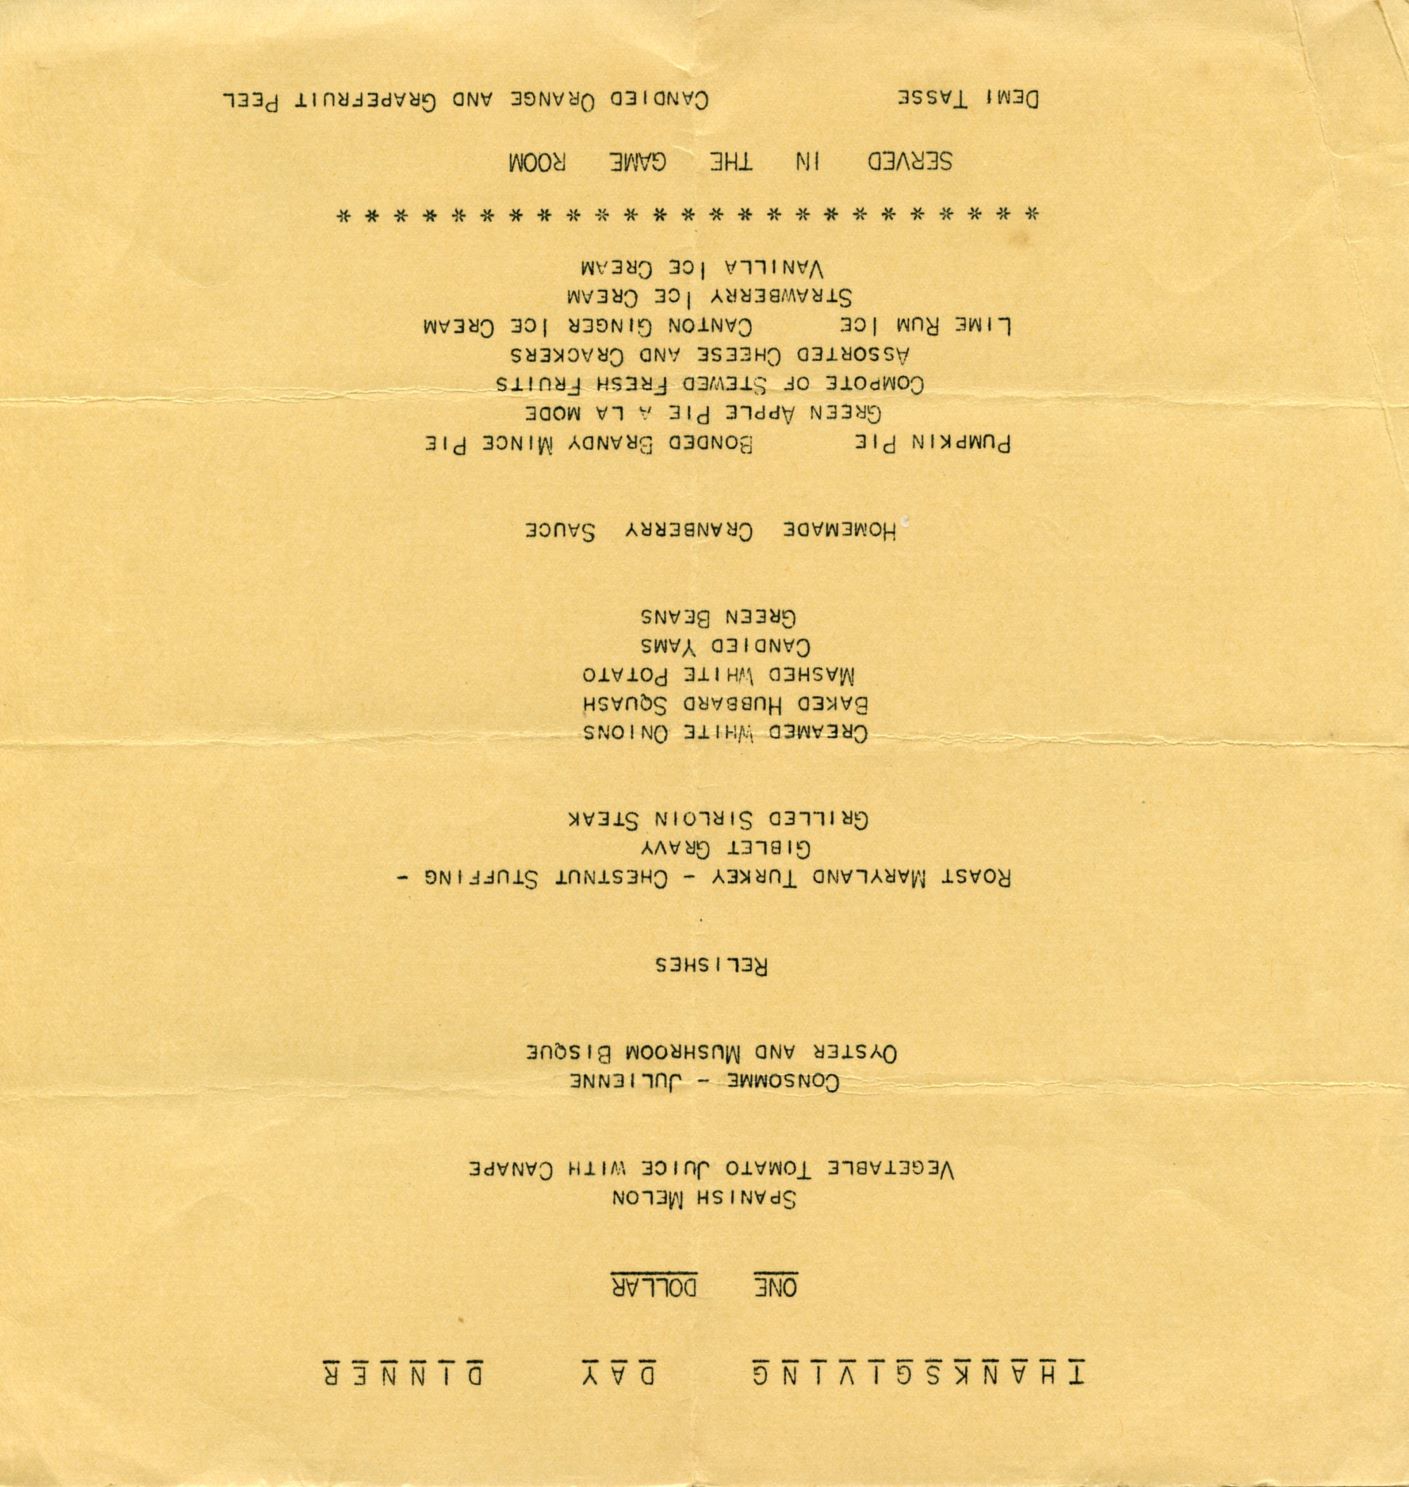 THANKSGIVING DAY DINNER
ONE DOLLAR
SPANISH MELON
VEGETABLE TOMATO JUICE WITH CANAPE
CONSOMME - JULIENNE
OYSTER AND MUSHROOM BISQUE
RELISHES
ROAST MARYLAND TURKEY - CHESTNUT STUFFING -
GIBLET GRAVY
GRILLED SIRLOIN STEAK
CREAMED WHITE ONIONS
BAKED HUBBARD SQUASH
MASHED WHITE POTATO
CANDIED YAMS
GREEN BEANS
HOMEMADE CRANBERRY SAUCE
PUMPKIN PIE BONDED BRANDY MINCE PIE
GREEN APPLE PIE A LA MODE
COMPOTE OF STEWED FRESH FRUITS
ASSORTED CHEESE AND CRACKERS
LIME RUM ICE CANTON GINGER ICE CREAM
STRAWBERRY ICE CREAM
VANILLA ICE CREAM
* * * * * * * * * * * * * * * * * * * * * * * * *
SERVED IN THE GAME ROOM
DEMI TASSE CANDIED ORANGE AND GRAPEFRUIT PEEL